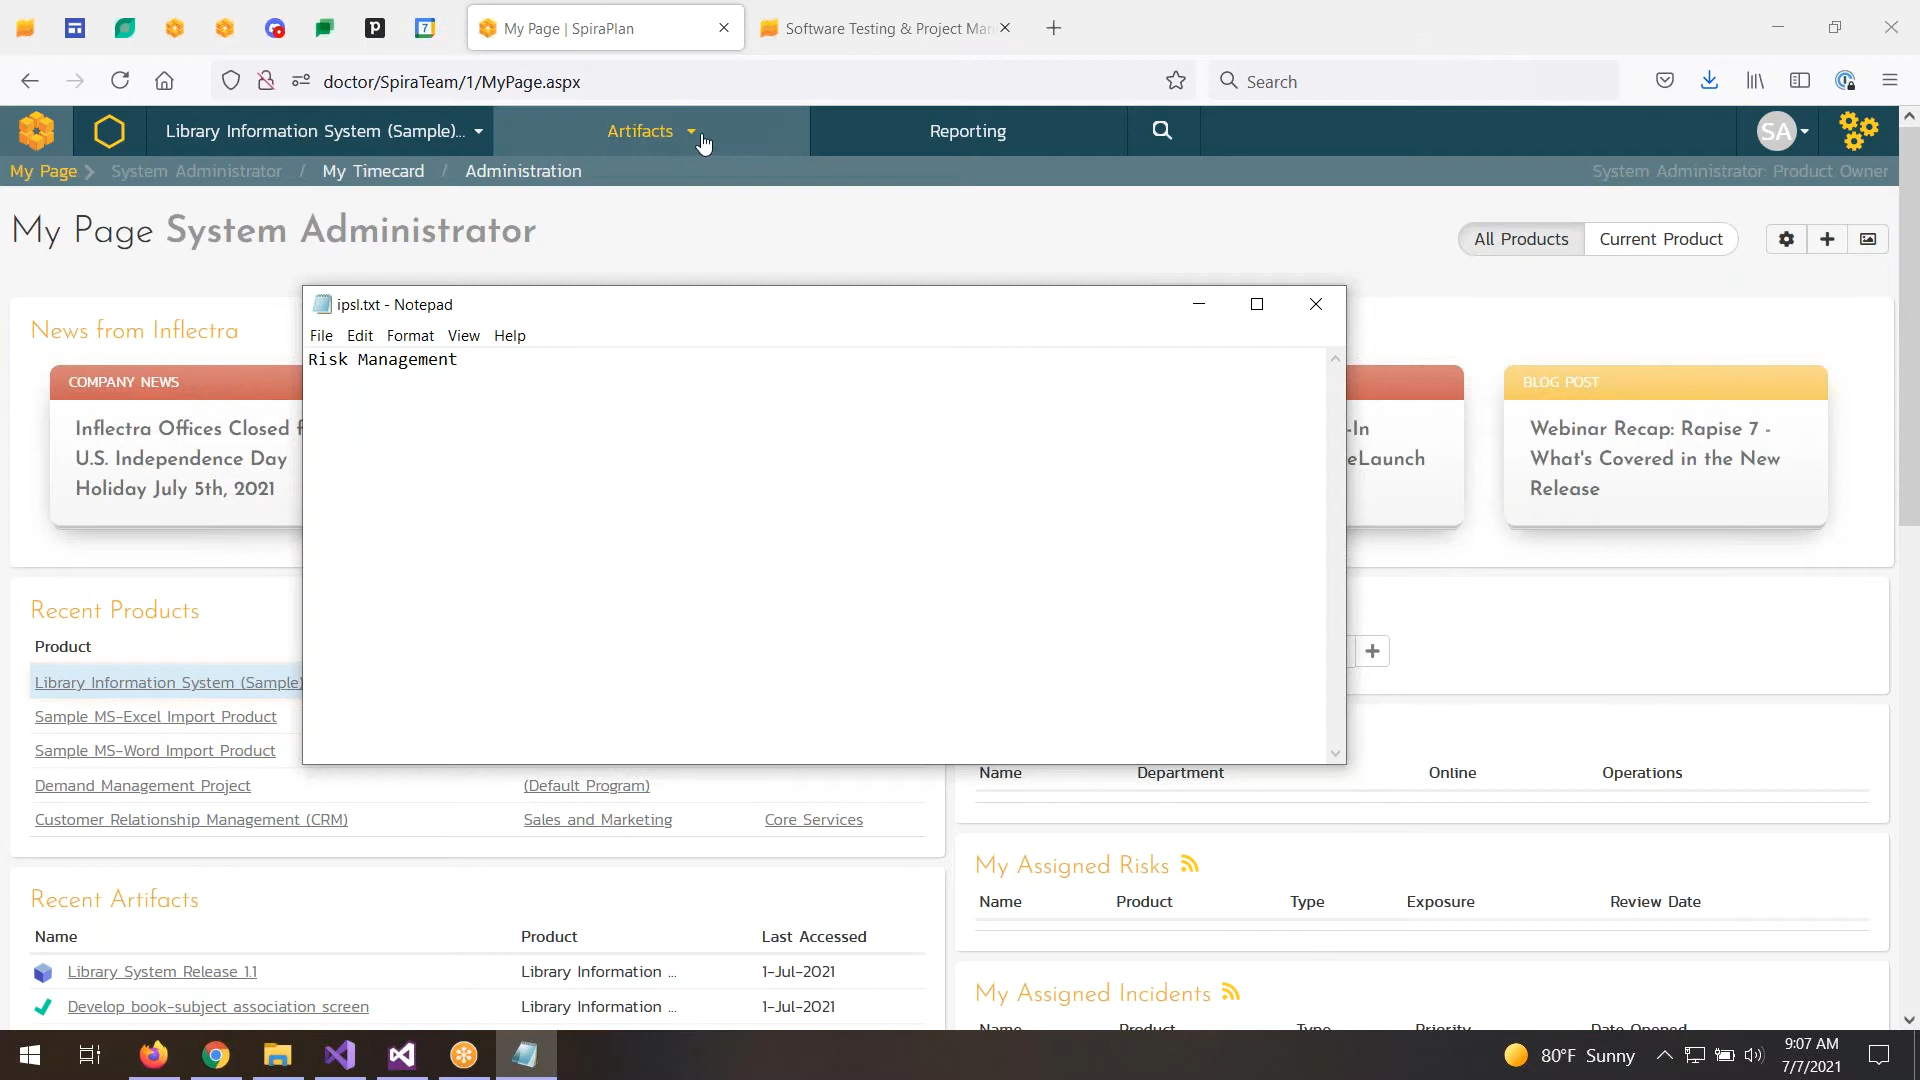 My Page | SpiraPlan
Software Testing & Project Man
doctor/SpiraTeam/1/MyPage.aspx
Search
Library Information System (Sample)...
Artifacts
Reporting
SA
My Page
System Administrator / My Timecard / Administration
System Administrator: Product Owner
My Page System Administrator
All Products
Current Product
ipsl.txt - Notepad
File Edit Format View Help
Risk Management
News from Inflectra
COMPANY NEWS
Inflectra Offices Closed f
U.S. Independence Day
Holiday July 5th, 2021
-In
eLaunch
BLOG POST
Webinar Recap: Rapise 7 -
What's Covered in the New
Release
Recent Products
Product
Library Information System (Sample)
Sample MS-Excel Import Product
Sample MS-Word Import Product
Demand Management Project
(Default Program)
Customer Relationship Management (CRM)
Sales and Marketing
Core Services
Recent Artifacts
Name Product Last Accessed
Library System Release 1.1
Library Information ...
1-Jul-2021
Develop book-subject association screen
Library Information ...
1-Jul-2021
Name Department Online Operations
My Assigned Risks
Name Product Type Exposure Review Date
My Assigned Incidents
Name Product Type Priority Date Opened
7
p
80°F Sunny
9:07 AM
7/7/2021